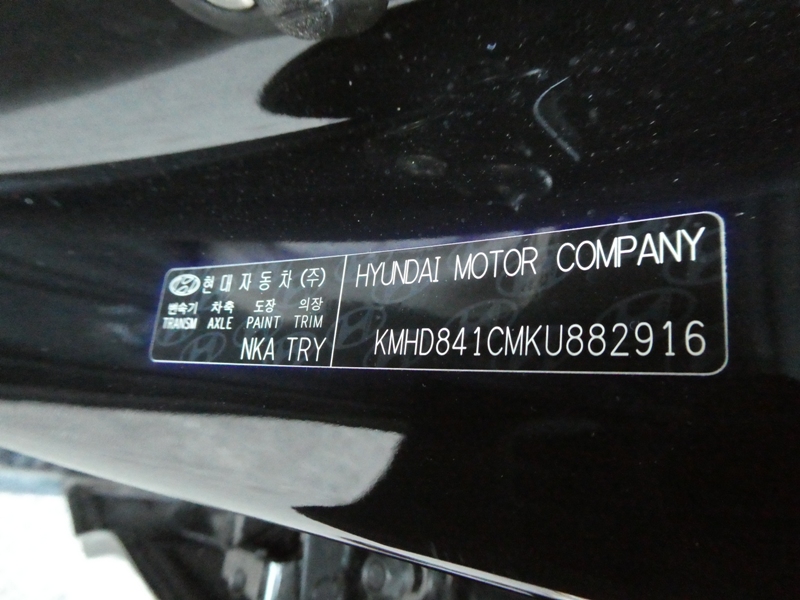 현대자동차(주)
변속기 차축 도장 의장
TRANSM AXLE PAINT TRIM
NKA TRY
HYUNDAI MOTOR COMPANY
KMHD841CMKU882916